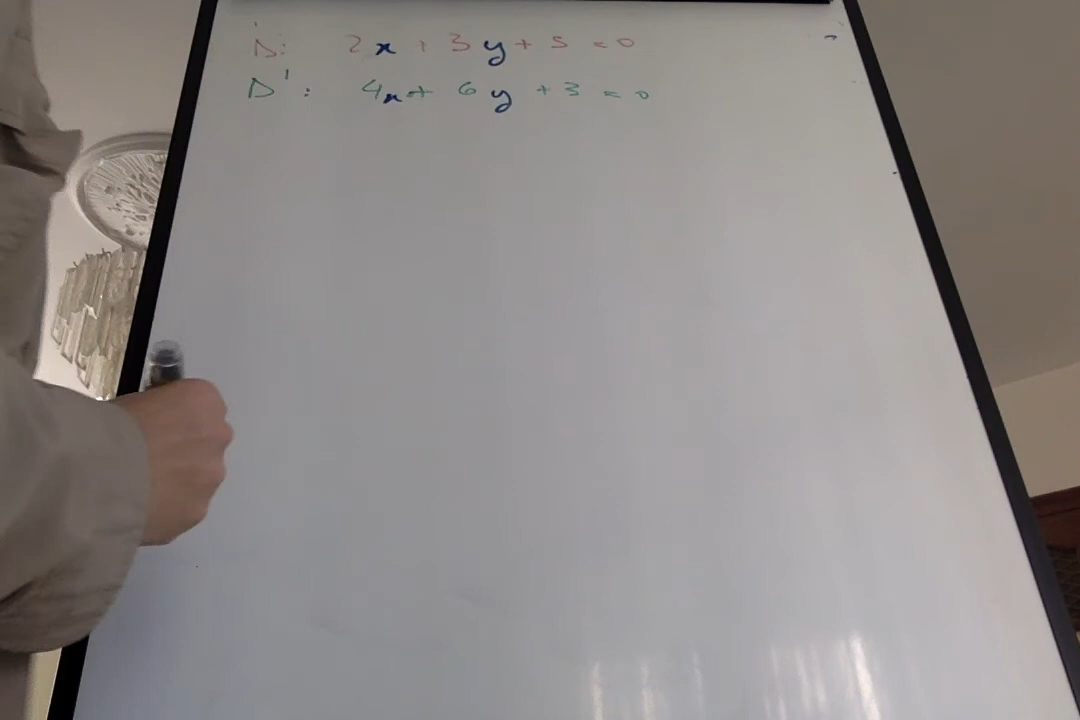 D: 2x + 3y + 5 = 0
D': 4x + 6y + 3 = 0